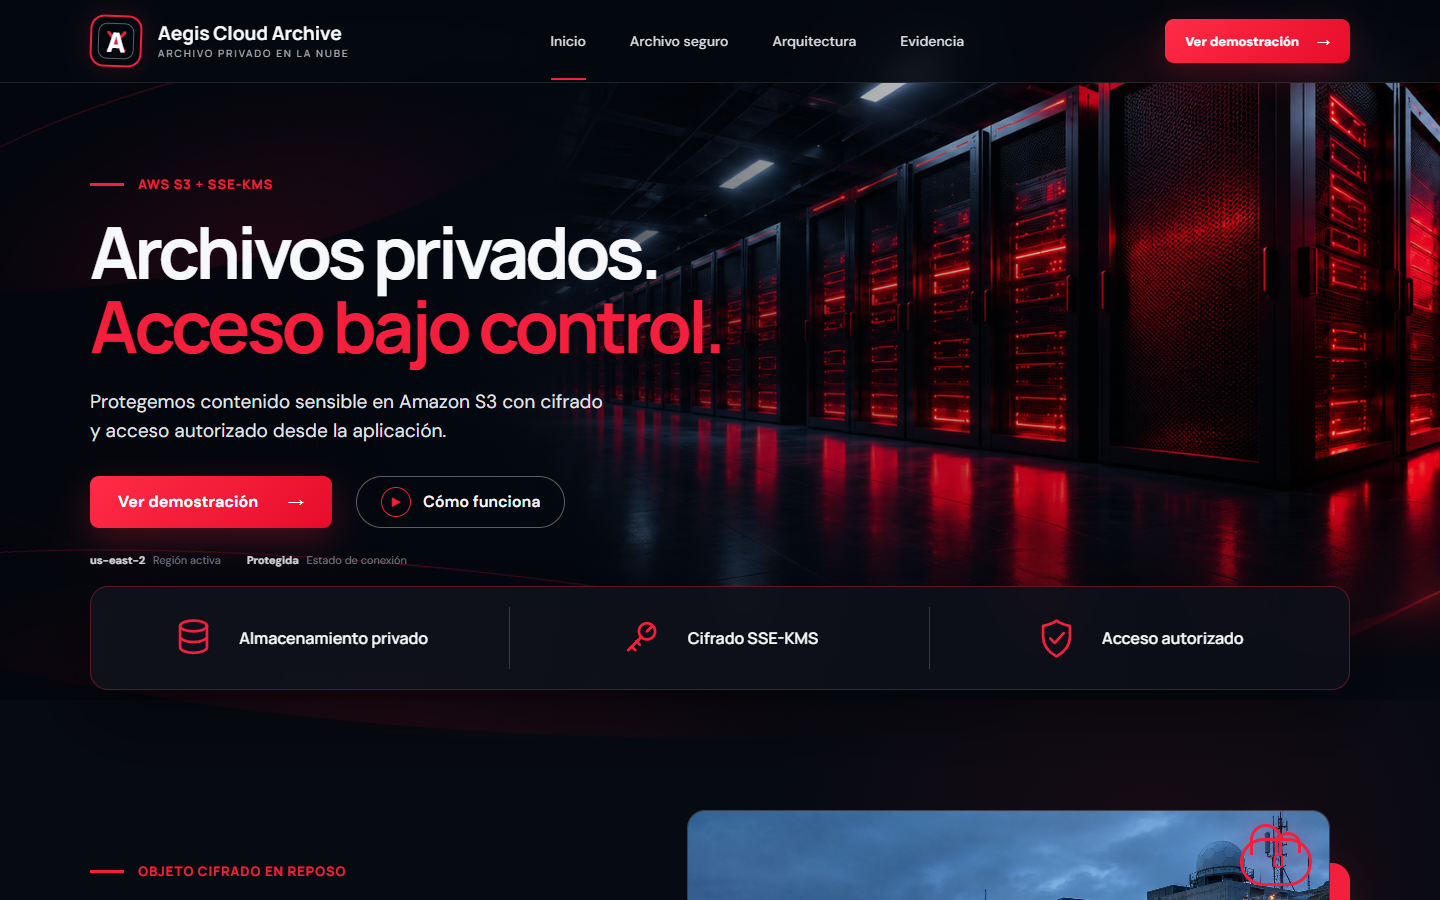 Aegis Cloud Archive
ARCHIVO PRIVADO EN LA NUBE
Inicio
Archivo seguro
Arquitectura
Evidencia
Ver demostración →
AWS S3 + SSE-KMS
Archivos privados.
Acceso bajo control.
Protegemos contenido sensible en Amazon S3 con cifrado
y acceso autorizado desde la aplicación.
Ver demostración →
Cómo funciona
us-east-2 Región activa
Protegida Estado de conexión
Almacenamiento privado
Cifrado SSE-KMS
Acceso autorizado
OBJETO CIFRADO EN REPOSO